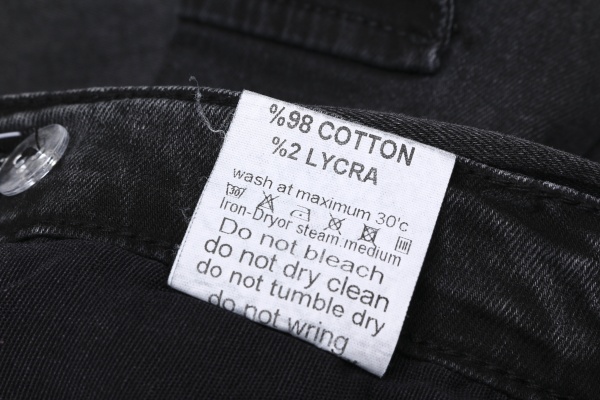 %98 COTTON
%2 LYCRA
wash at maximum 30'c
30
Iron-Dryor steam medium
Do not bleach
do not dry clean
do not tumble dry
do not wring